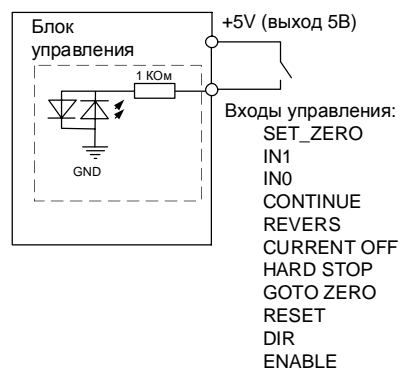 Блок
управления
+5V (выход 5В)
1 КОм
GND
Входы управления:
SET_ZERO
IN1
IN0
CONTINUE
REVERS
CURRENT OFF
HARD STOP
GOTO ZERO
RESET
DIR
ENABLE